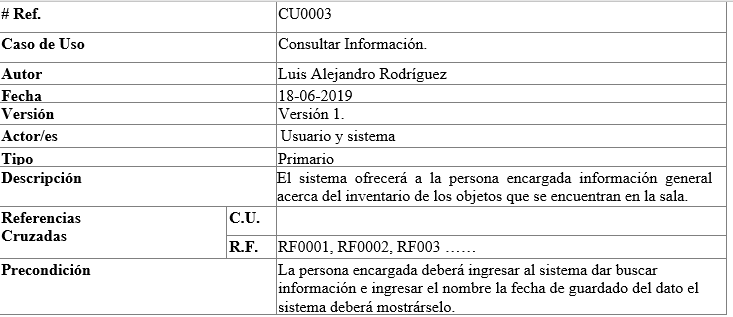 # Ref. CU0003
Caso de Uso Consultar Información.
Autor Luis Alejandro Rodríguez
Fecha 18-06-2019
Versión Versión 1.
Actor/es Usuario y sistema
Tipo Primario
Descripción El sistema ofrecerá a la persona encargada información general
acerca del inventario de los objetos que se encuentran en la sala.
Referencias C.U.
Cruzadas
R.F. RF0001, RF0002, RF003 ……
Precondición La persona encargada deberá ingresar al sistema dar buscar
información e ingresar el nombre la fecha de guardado del dato el
sistema deberá mostrárselo.